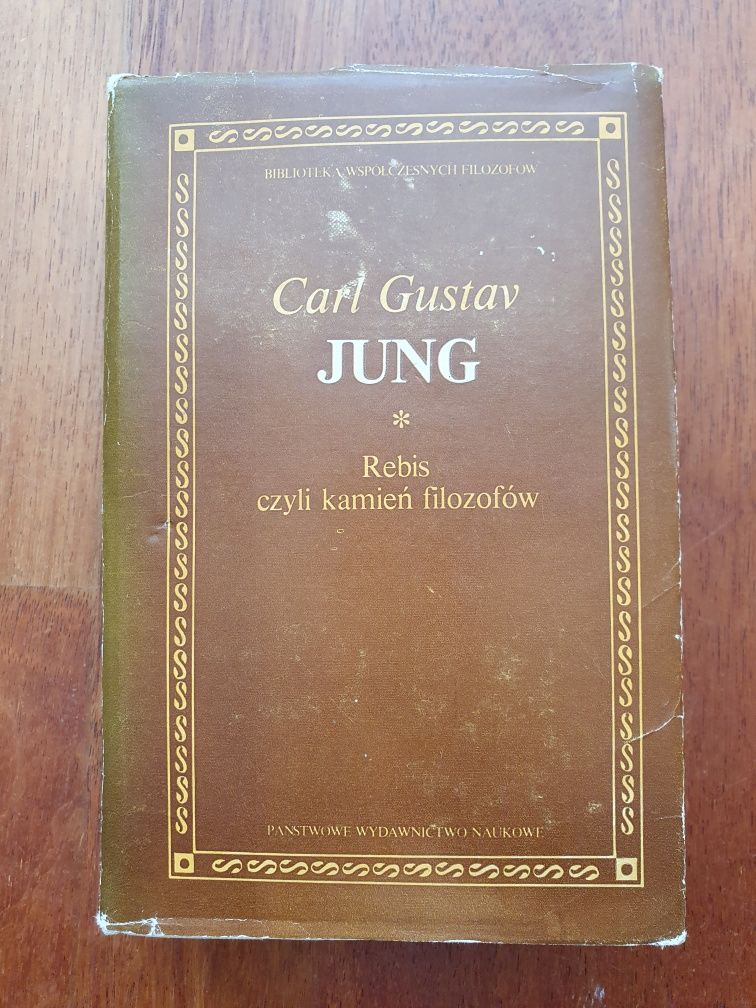 BIBLIOTEKA WSPÓŁCZESNYCH FILOZOFÓW
Carl Gustav
JUNG
*
Rebis
czyli kamień filozofów
PAŃSTWOWE WYDAWNICTWO NAUKOWE